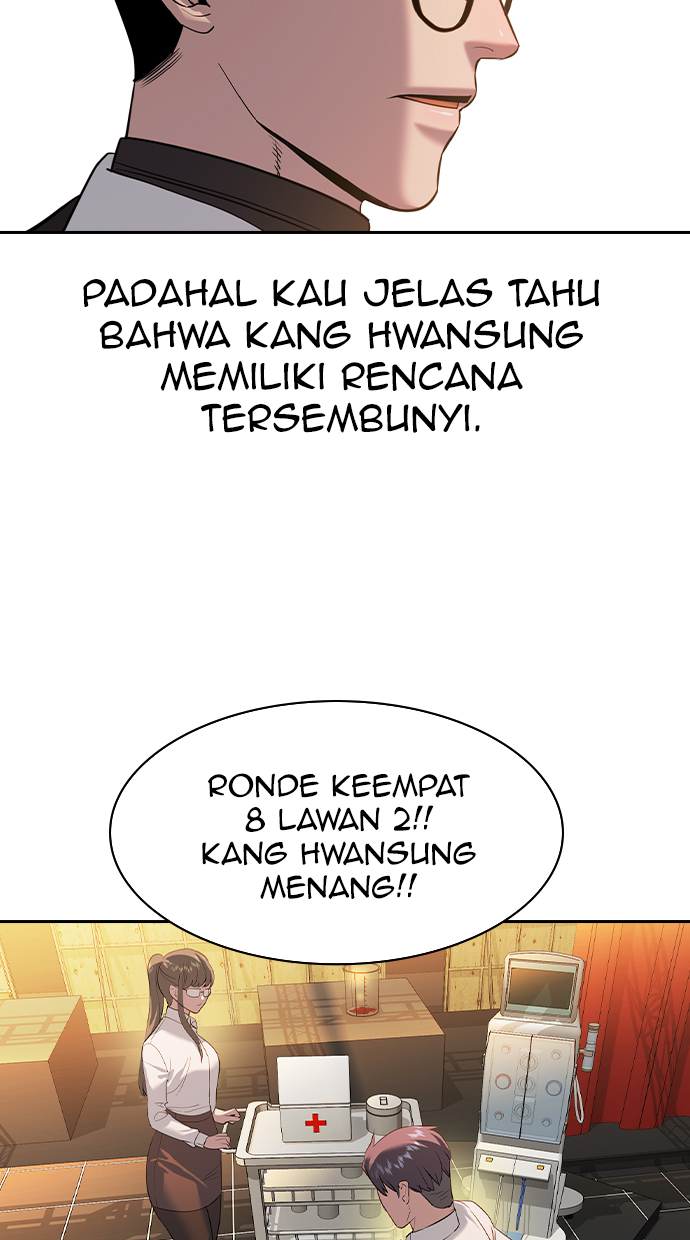 PADAHAL KAU JELAS TAHU
BAHWA KANG HWANSUNG
MEMILIKI RENCANA
TERSEMBUNYI.
RONDE KEEMPAT
8 LAWAN 2!!
KANG HWANSUNG
MENANG!!